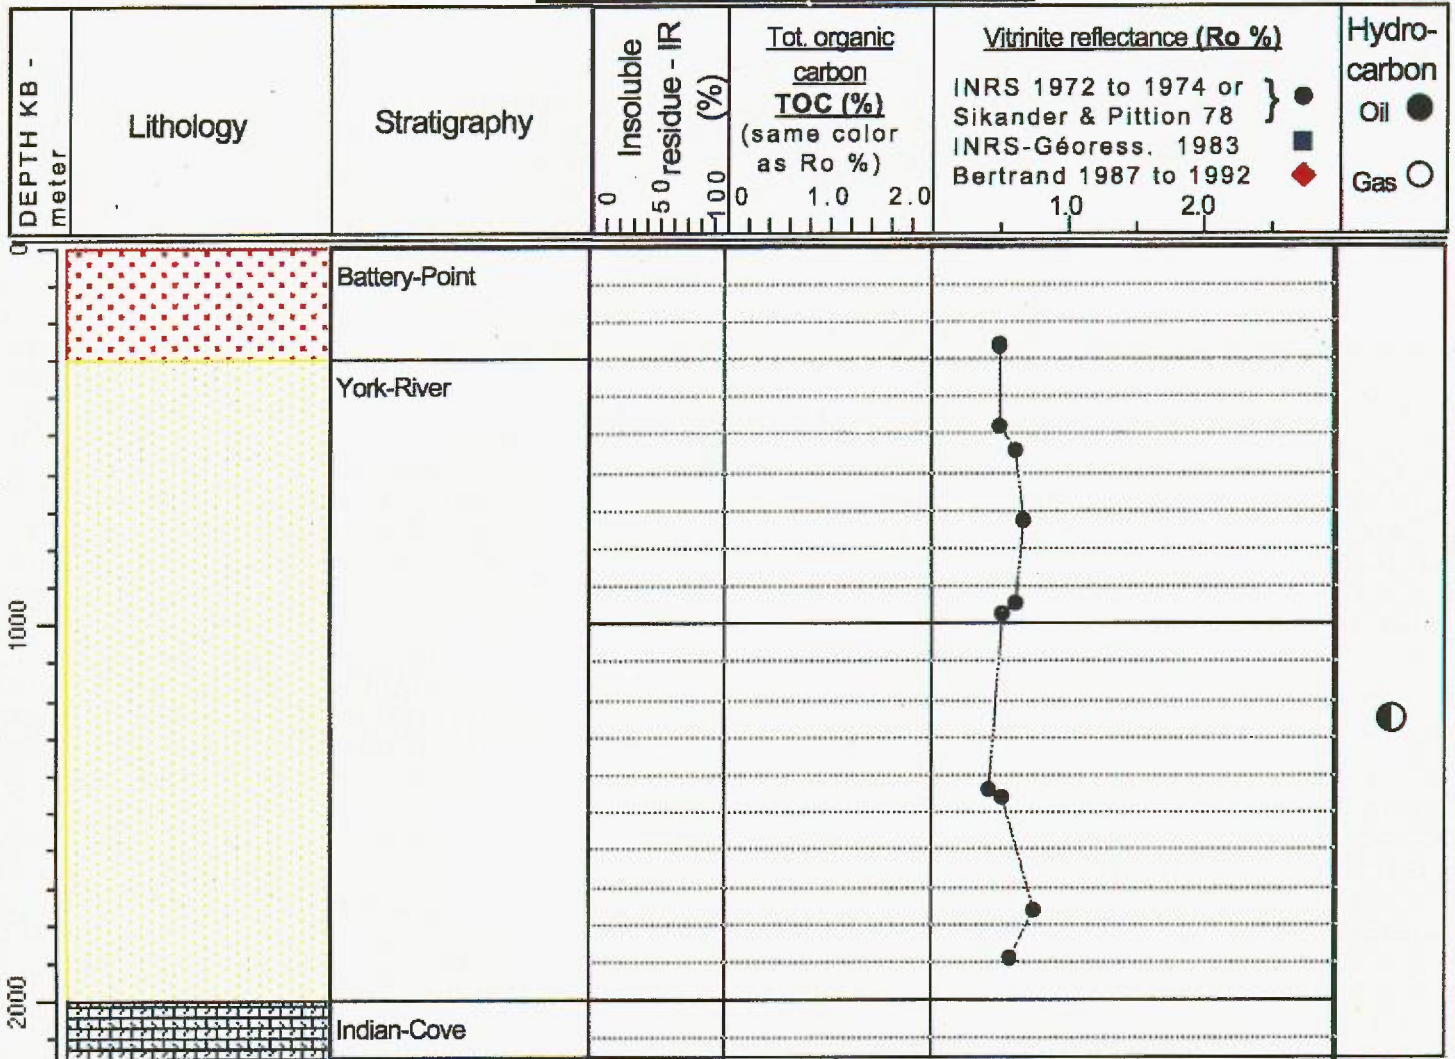 DEPTH KB -
meter
Lithology
Stratigraphy
Insoluble
residue - IR
(%)
0 50 100
Tot. organic
carbon
TOC (%)
(same color
as Ro %)
0 1.0 2.0
Vitrinite reflectance (Ro %)
INRS 1972 to 1974 or
Sikander & Pittion 78
INRS-Géoress. 1983
Bertrand 1987 to 1992
1.0 2.0
Hydro-
carbon
Oil
Gas
0
Battery-Point
York-River
1000
2000
Indian-Cove